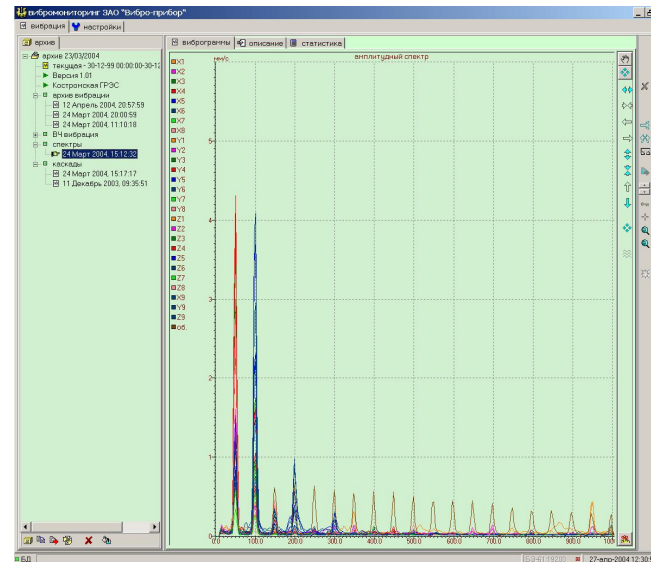 вибромониторинг ЗАО "Вибро-прибор"
вибрация настройки
архив
архив 23/03/2004
текущая - 30-12-99 00:00:00-30-12
Версия 1.01
Костромская ГРЭС
архив вибрации
12 Апрель 2004, 20:57:59
24 Март 2004, 20:00:59
24 Март 2004, 11:10:18
ВЧ вибрация
спектры
24 Март 2004, 15:12:32
каскады
24 Март 2004, 15:17:17
11 Декабрь 2003, 09:35:51
виброграммы описание статистика
мм/с
амплитудный спектр
X1
X2
X3
X4
X5
X6
X7
X8
Y1
Y2
Y3
Y4
Y5
Y6
Y7
Y8
Z1
Z2
Z3
Z4
Z5
Z6
Z7
Z8
X9
Y9
Z9
об.
5
4
3
2
1
0
0.0 100.0 200.0 300.0 400.0 500.0 600.0 700.0 800.0 900.0
БД
27-апр-2004 12:30:5